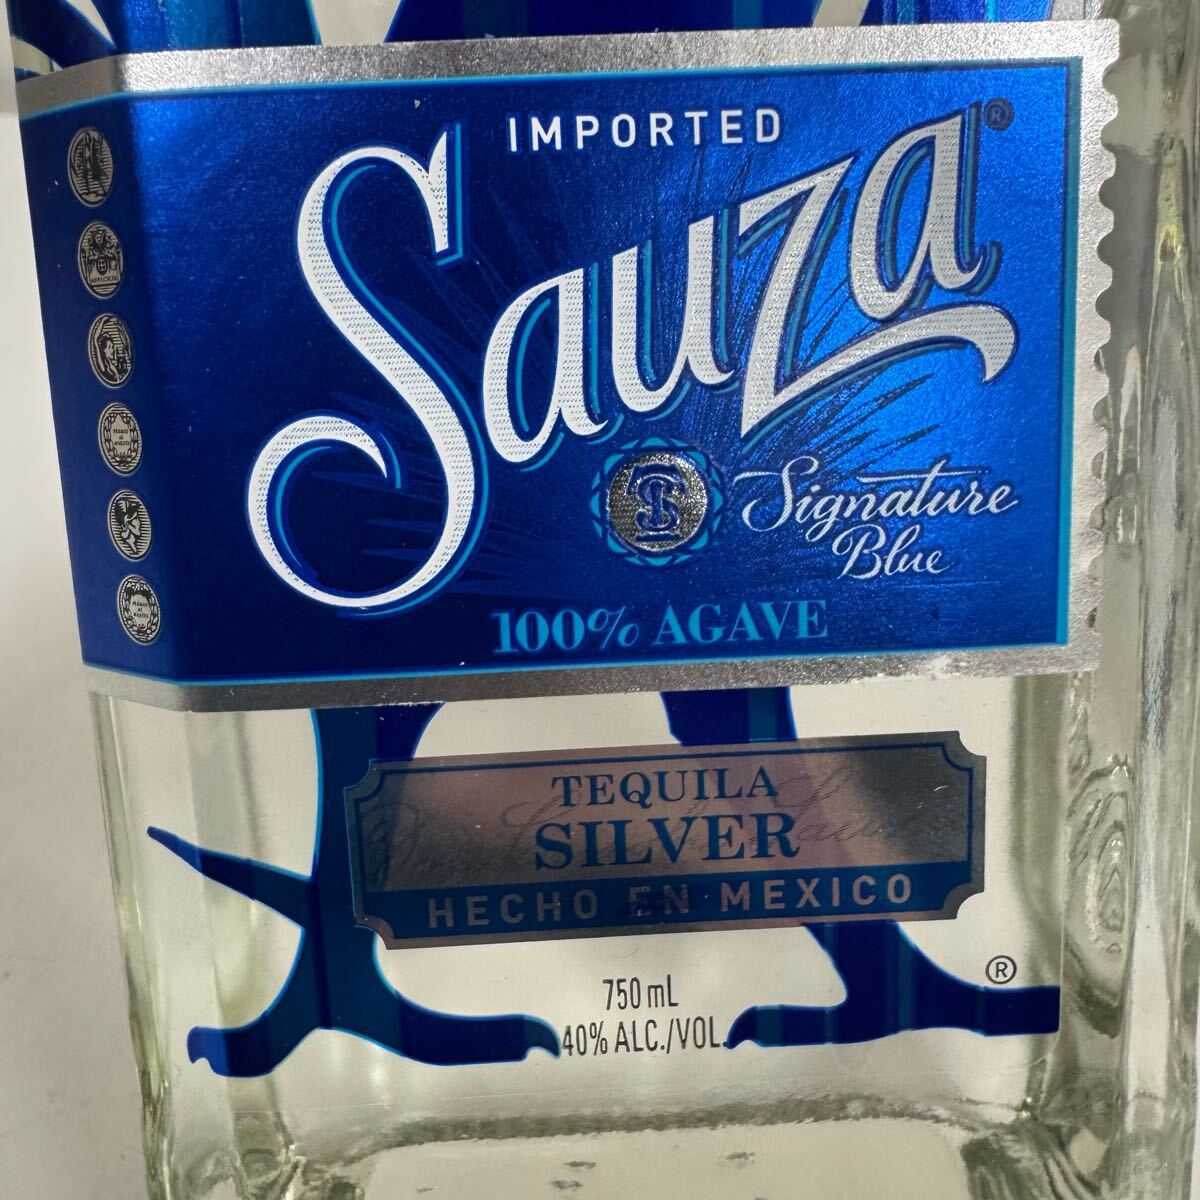 IMPORTED
Sauza®
Signature
Blue
100% AGAVE
TEQUILA
SILVER
HECHO EN MEXICO
®
750 mL
40% ALC./VOL.